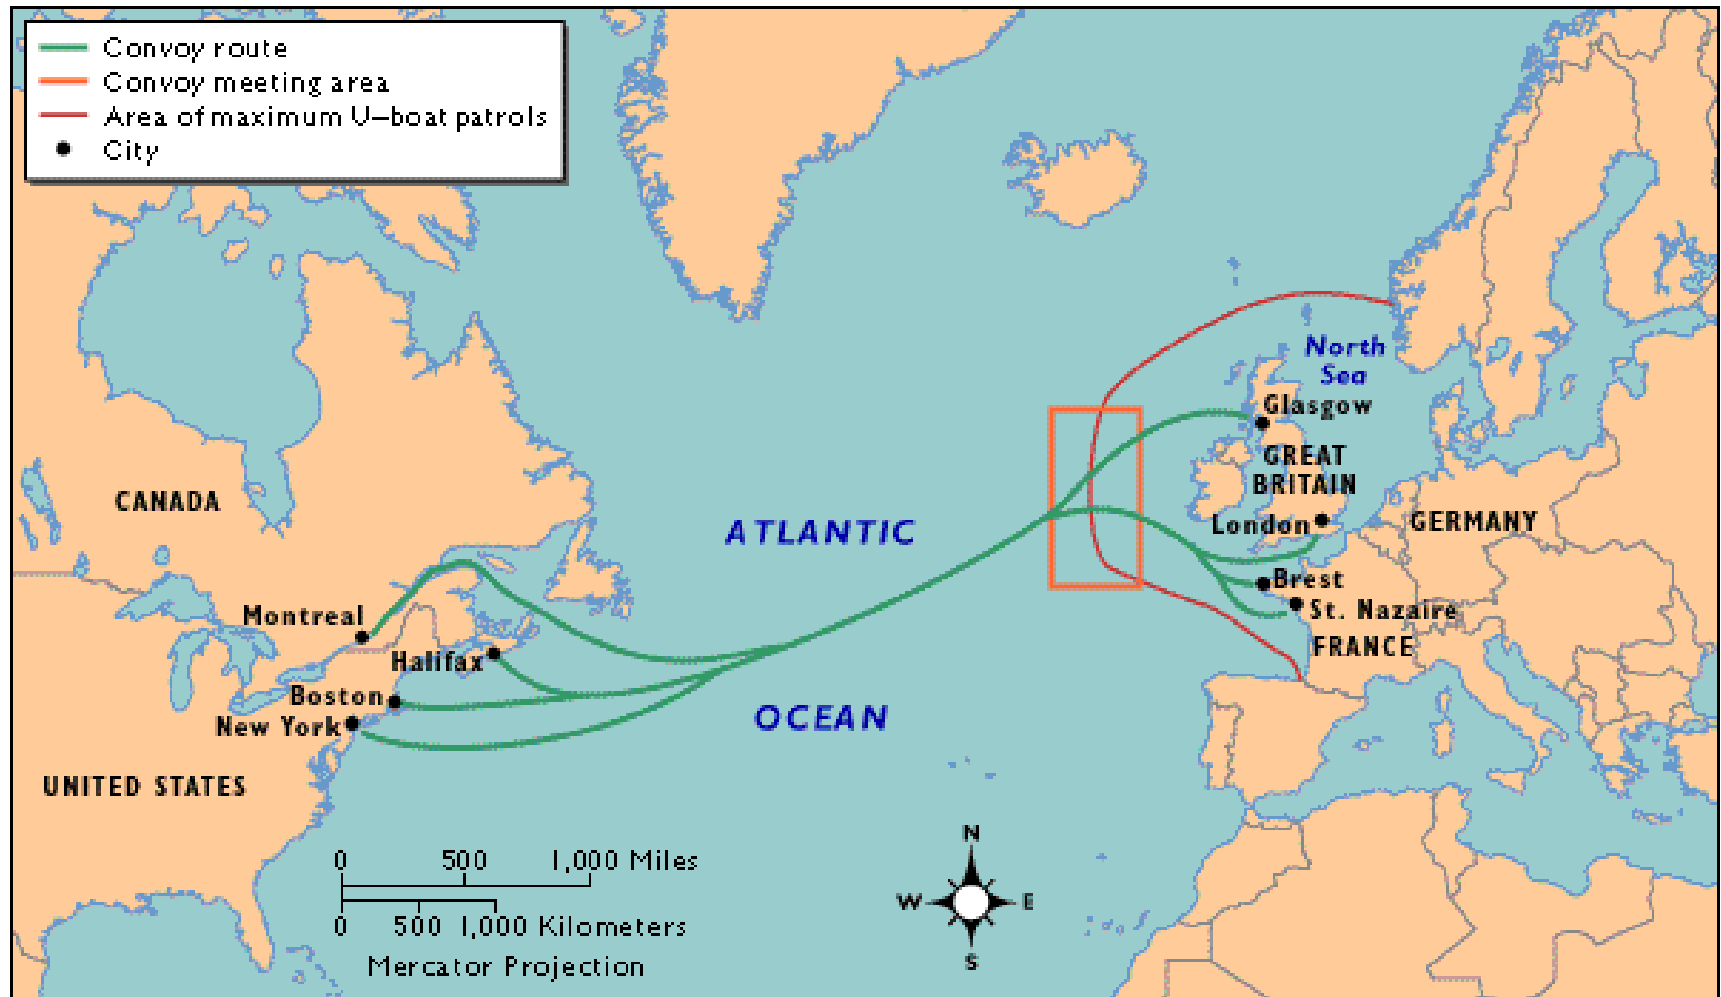 Convoy route
Convoy meeting area
Area of maximum U–boat patrols
City
North
Sea
Glasgow
GREAT
BRITAIN
CANADA
London
GERMANY
ATLANTIC
Brest
St. Nazaire
Montreal
FRANCE
Halifax
Boston
New York
OCEAN
UNITED STATES
N
W E
S
0 500 1,000 Miles
0 500 1,000 Kilometers
Mercator Projection